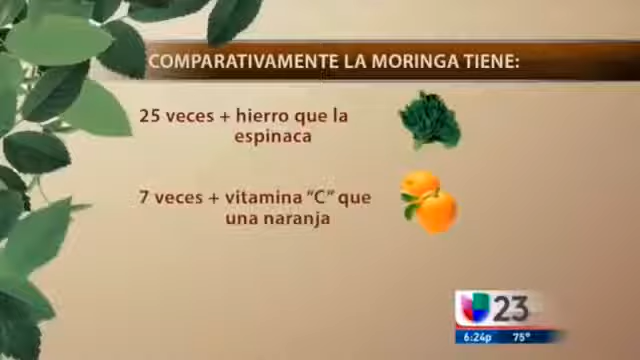 COMPARATIVAMENTE LA MORINGA TIENE:
25 veces + hierro que la
espinaca
7 veces + vitamina "C" que
una naranja
23
6:24p 75°